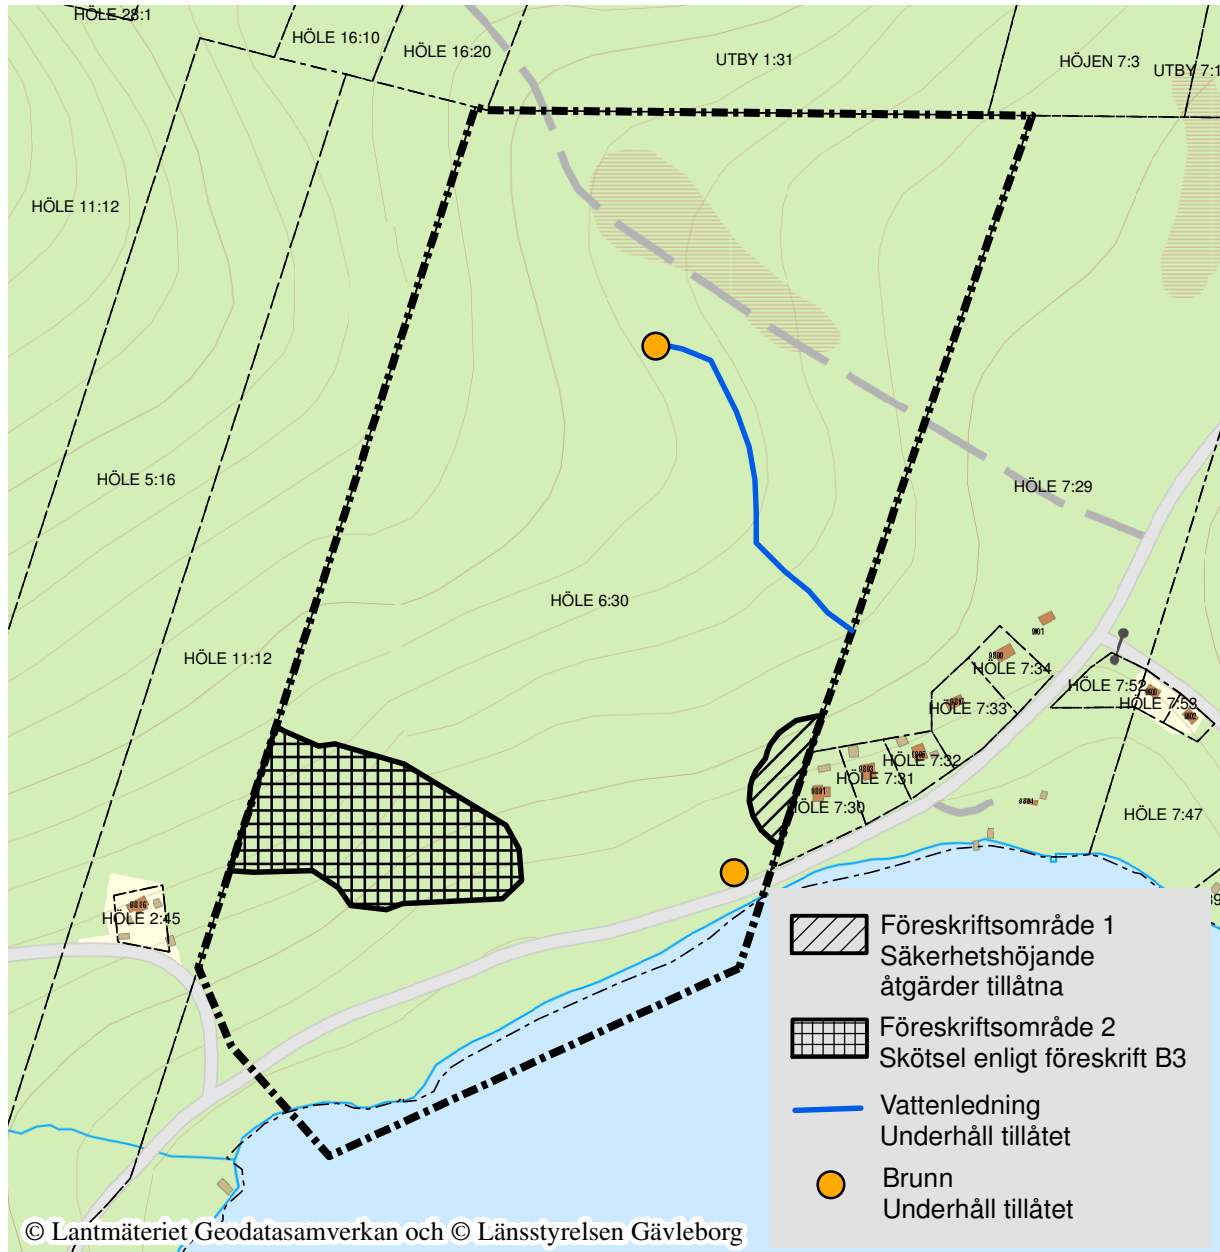 HÖLE 28:1
HÖLE 16:10
HÖLE 16:20
UTBY 1:31
HÖJEN 7:3
UTBY 7:1
HÖLE 11:12
HÖLE 5:16
HÖLE 7:29
HÖLE 6:30
HÖLE 11:12
HÖLE 7:34
HÖLE 7:52
HÖLE 7:53
HÖLE 7:33
HÖLE 7:32
HÖLE 7:31
HÖLE 7:30
HÖLE 7:47
HÖLE 2:45
Föreskriftsområde 1
Säkerhetshöjande
åtgärder tillåtna
Föreskriftsområde 2
Skötsel enligt föreskrift B3
Vattenledning
Underhåll tillåtet
Brunn
Underhåll tillåtet
© Lantmäteriet Geodatasamverkan och © Länsstyrelsen Gävleborg